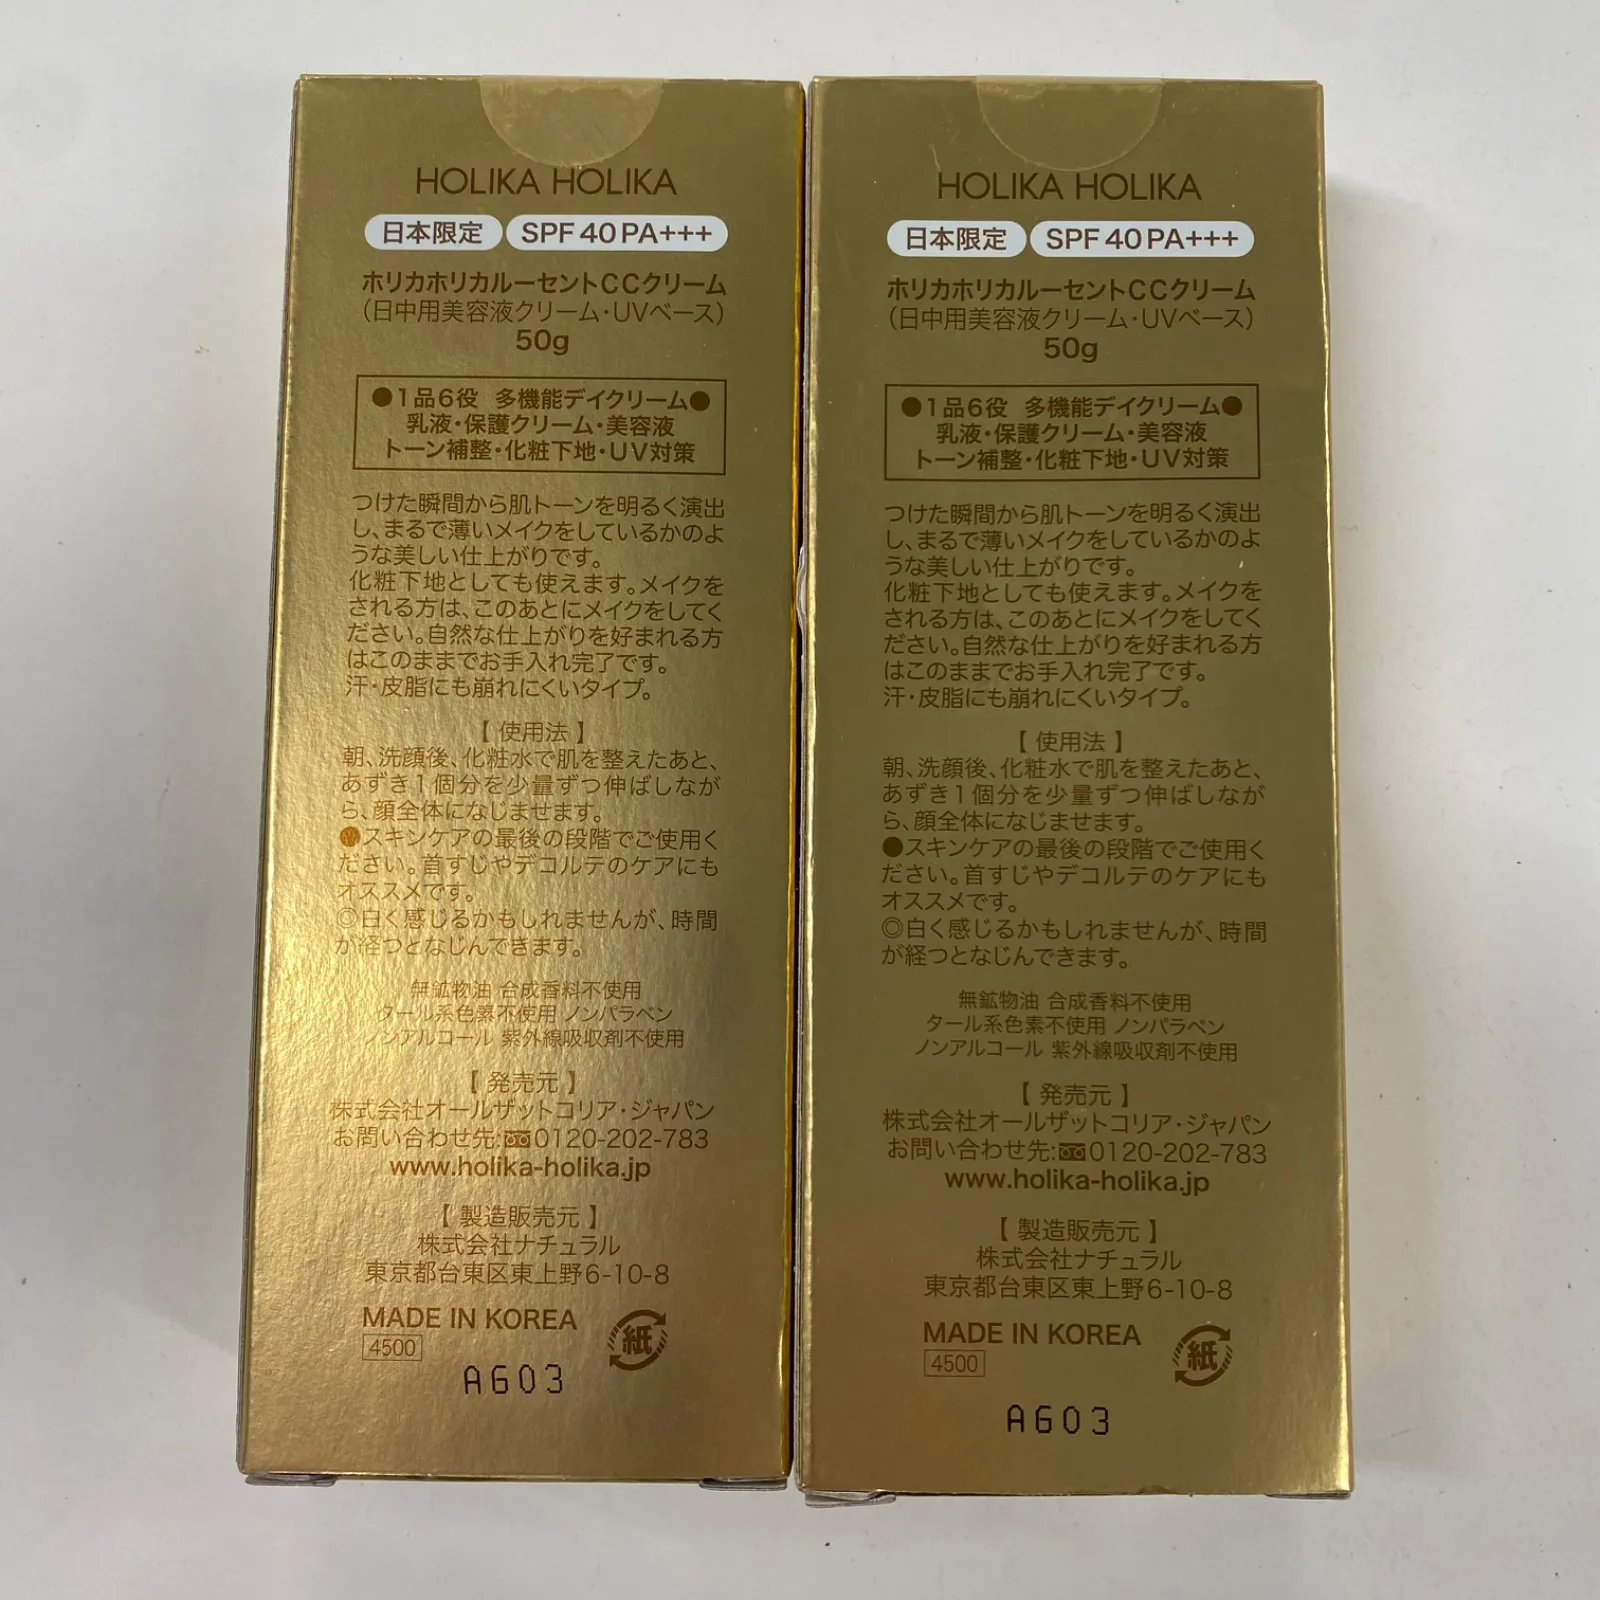 HOLIKA HOLIKA
日本限定 SPF 40 PA+++
ホリカホリカルーセントCCクリーム
（日中用美容液クリーム・UVベース）
50g
●1品6役 多機能デイクリーム●
乳液・保護クリーム・美容液
トーン補整・化粧下地・UV対策
つけた瞬間から肌トーンを明るく演出
し、まるで薄いメイクをしているかのよ
うな美しい仕上がりです。
化粧下地としても使えます。メイクを
される方は、このあとにメイクをしてく
ださい。自然な仕上がりを好まれる方
はこのままでお手入れ完了です。
汗・皮脂にも崩れにくいタイプ。
【 使用法 】
朝、洗顔後、化粧水で肌を整えたあと、
あずき1個分を少量ずつ伸ばしなが
ら、顔全体になじませます。
●スキンケアの最後の段階でご使用く
ださい。首すじやデコルテのケアにも
オススメです。
◎白く感じるかもしれませんが、時間
が経つとなじんできます。
無鉱物油 合成香料不使用
タール系色素不使用 ノンパラベン
ノンアルコール 紫外線吸収剤不使用
【 発売元 】
株式会社オールザットコリア・ジャパン
お問い合わせ先:0120-202-783
www.holika-holika.jp
【 製造販売元 】
株式会社ナチュラル
東京都台東区東上野6-10-8
MADE IN KOREA
4500
紙
A603
HOLIKA HOLIKA
日本限定 SPF 40 PA+++
ホリカホリカルーセントCCクリーム
（日中用美容液クリーム・UVベース）
50g
●1品6役 多機能デイクリーム●
乳液・保護クリーム・美容液
トーン補整・化粧下地・UV対策
つけた瞬間から肌トーンを明るく演出
し、まるで薄いメイクをしているかのよ
うな美しい仕上がりです。
化粧下地としても使えます。メイクを
される方は、このあとにメイクをしてく
ださい。自然な仕上がりを好まれる方
はこのままでお手入れ完了です。
汗・皮脂にも崩れにくいタイプ。
【 使用法 】
朝、洗顔後、化粧水で肌を整えたあと、
あずき1個分を少量ずつ伸ばしなが
ら、顔全体になじませます。
●スキンケアの最後の段階でご使用く
ださい。首すじやデコルテのケアにも
オススメです。
◎白く感じるかもしれませんが、時間
が経つとなじんできます。
無鉱物油 合成香料不使用
タール系色素不使用 ノンパラベン
ノンアルコール 紫外線吸収剤不使用
【 発売元 】
株式会社オールザットコリア・ジャパン
お問い合わせ先:0120-202-783
www.holika-holika.jp
【 製造販売元 】
株式会社ナチュラル
東京都台東区東上野6-10-8
MADE IN KOREA
4500
紙
A603